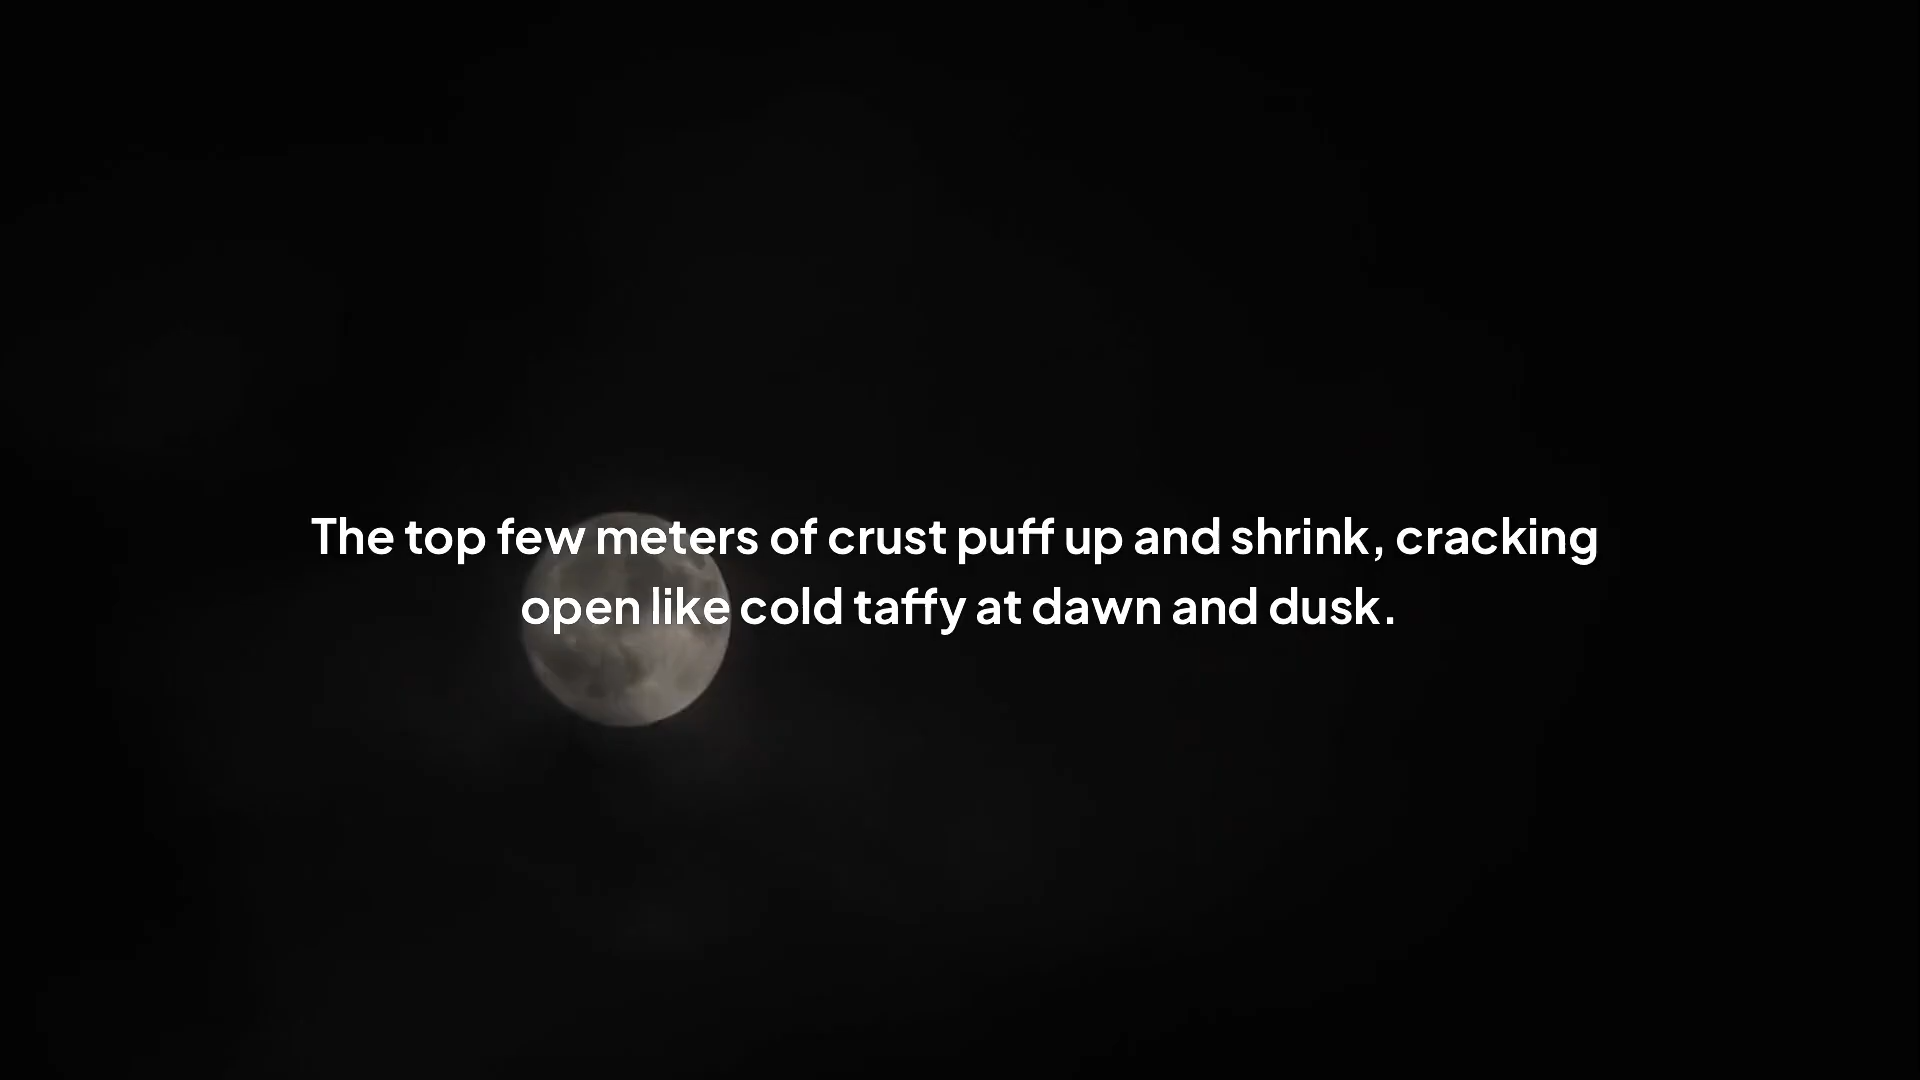 The top few meters of crust puff up and shrink, cracking
open like cold taffy at dawn and dusk.